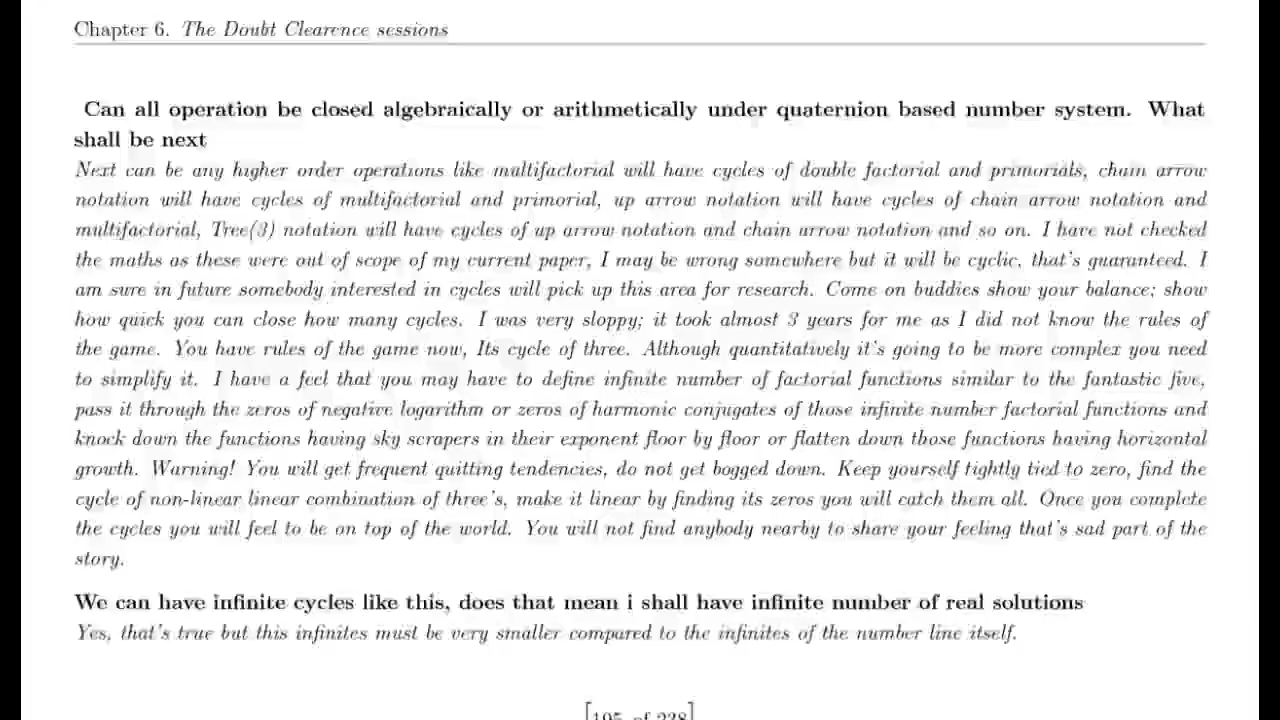 Chapter 6. The Doubt Clearence sessions
Can all operation be closed algebraically or arithmetically under quaternion based number system. What
shall be next
Next can be any higher order operations like multifactorial will have cycles of double factorial and primorials, chain arrow
notation will have cycles of multifactorial and primorial, up arrow notation will have cycles of chain arrow notation and
multifactorial, Tree(3) notation will have cycles of up arrow notation and chain arrow notation and so on. I have not checked
the maths as these were out of scope of my current paper, I may be wrong somewhere but it will be cyclic, that's guaranteed. I
am sure in future somebody interested in cycles will pick up this area for research. Come on buddies show your balance; show
how quick you can close how many cycles. I was very sloppy; it took almost 3 years for me as I did not know the rules of
the game. You have rules of the game now, Its cycle of three. Although quantitatively it's going to be more complex you need
to simplify it. I have a feel that you may have to define infinite number of factorial functions similar to the fantastic five,
pass it through the zeros of negative logarithm or zeros of harmonic conjugates of those infinite number factorial functions and
knock down the functions having sky scrapers in their exponent floor by floor or flatten down those functions having horizontal
growth. Warning! You will get frequent quitting tendencies, do not get bogged down. Keep yourself tightly tied to zero, find the
cycle of non-linear linear combination of three's, make it linear by finding its zeros you will catch them all. Once you complete
the cycles you will feel to be on top of the world. You will not find anybody nearby to share your feeling that's sad part of the
story.
We can have infinite cycles like this, does that mean i shall have infinite number of real solutions
Yes, that's true but this infinites must be very smaller compared to the infinites of the number line itself.
[195 of 238]